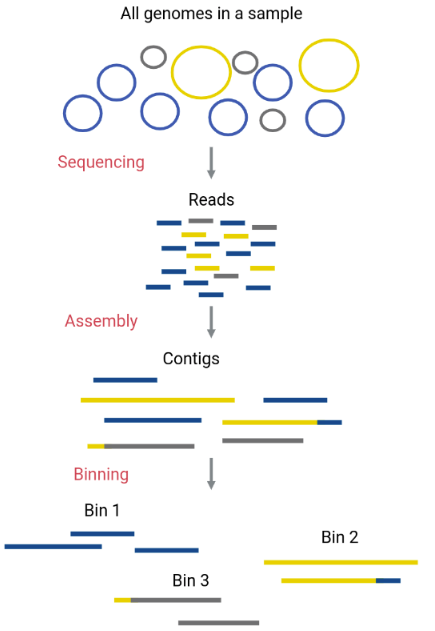 All genomes in a sample
Sequencing
Reads
Assembly
Contigs
Binning
Bin 1
Bin 2
Bin 3